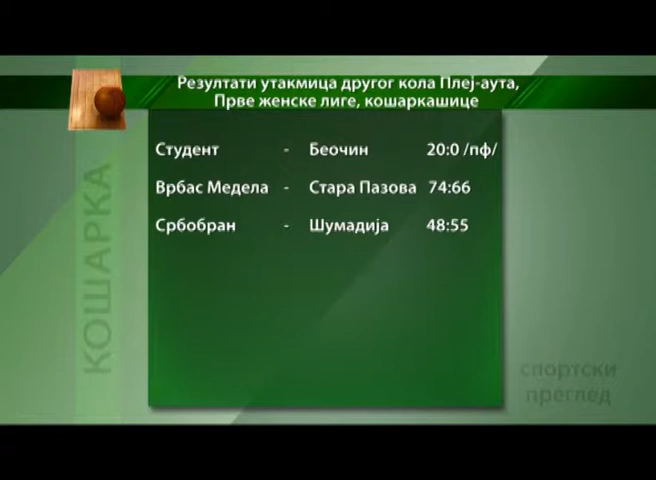 Резултати утакмица другог кола Плеј-аута,
Прве женске лиге, кошаркашице
Студент - Беочин 20:0 /пф/
Врбас Медела - Стара Пазова 74:66
Србобран - Шумадија 48:55
КОШАРКА
спортски
преглед